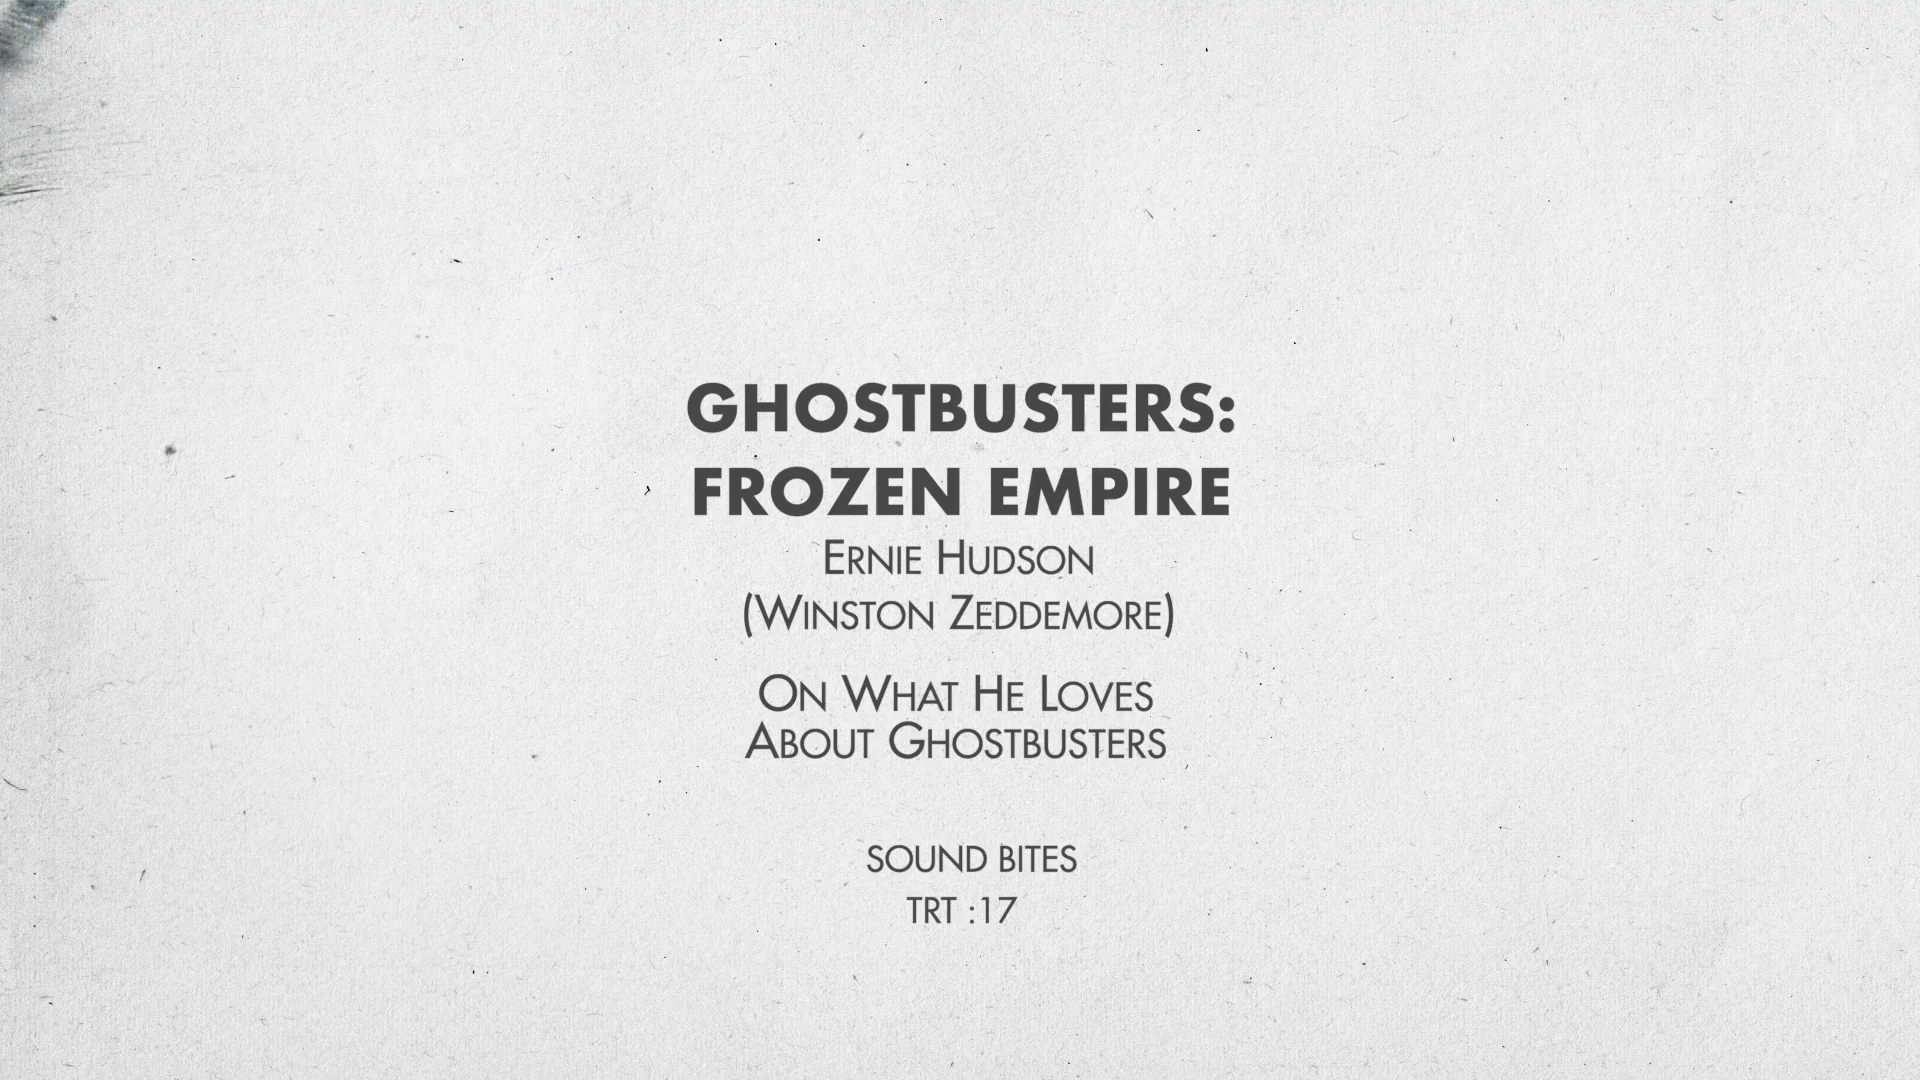 GHOSTBUSTERS:
FROZEN EMPIRE
Ernie Hudson
(Winston Zeddemore)
On What He Loves
About Ghostbusters
SOUND BITES
TRT :17